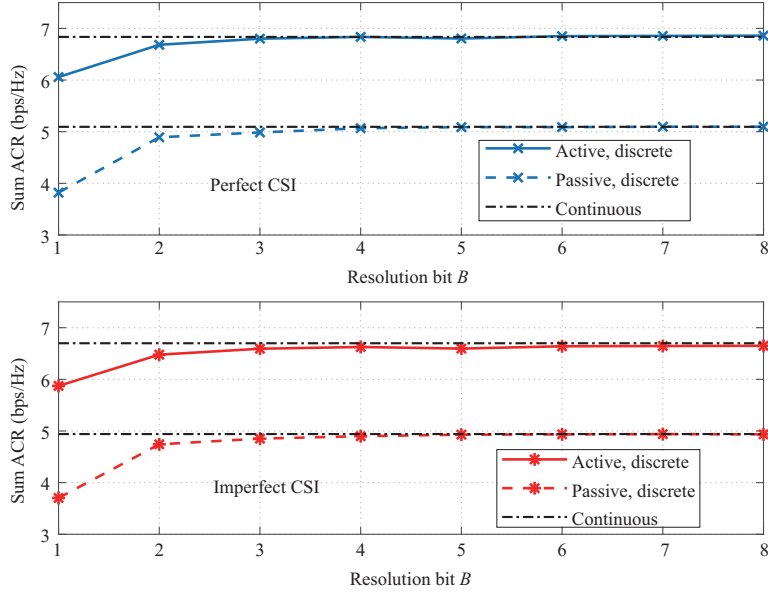 7
6
5
4
3
Sum ACR (bps/Hz)
Perfect CSI
Active, discrete
Passive, discrete
Continuous
1 2 3 4 5 6 7 8
Resolution bit B
7
6
5
4
3
Sum ACR (bps/Hz)
Imperfect CSI
Active, discrete
Passive, discrete
Continuous
1 2 3 4 5 6 7 8
Resolution bit B